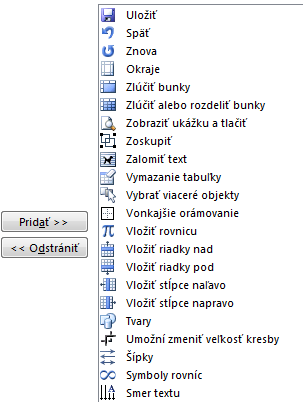 Uložiť
Späť
Znova
Okraje
Zlúčiť bunky
Zlúčiť alebo rozdeliť bunky
Zobraziť ukážku a tlačiť
Zoskupiť
Zalomiť text
Vymazanie tabuľky
Vybrať viaceré objekty
Vonkajšie orámovanie
Pridať >>
Vložiť rovnicu
<< Odstrániť
Vložiť riadky nad
Vložiť riadky pod
Vložiť stĺpce naľavo
Vložiť stĺpce napravo
Tvary
Umožní zmeniť veľkosť kresby
Šípky
Symboly rovníc
Smer textu